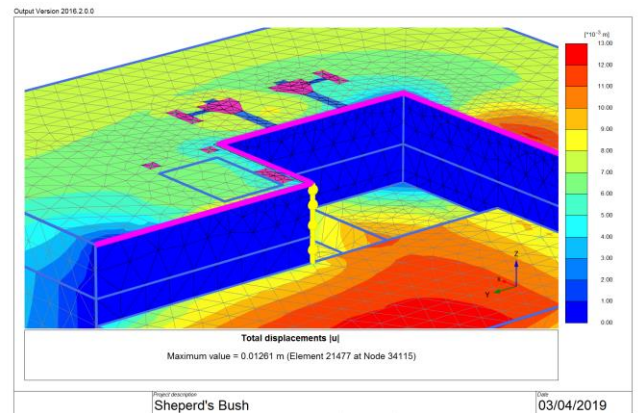 Output Version 2016.2.0.0
[*10⁻³ m]
13.00
12.00
11.00
10.00
9.00
8.00
7.00
6.00
5.00
4.00
3.00
2.00
1.00
0.00
Z
X
Y
Total displacements |u|
Maximum value = 0.01261 m (Element 21477 at Node 34115)
Project description
Date
Sheperd's Bush
03/04/2019